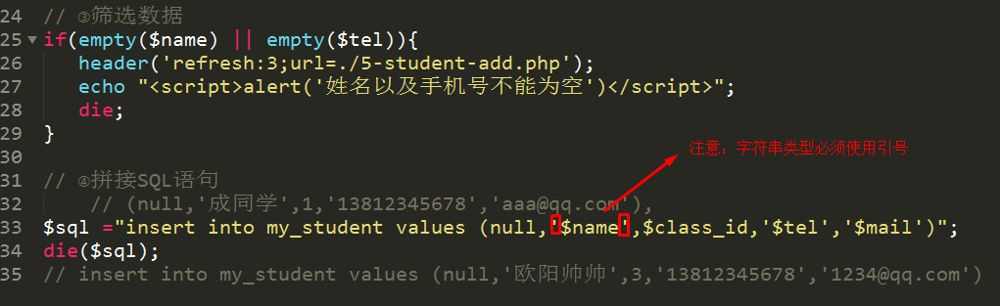 24 // ③筛选数据
25 if(empty($name) || empty($tel)){
26 header('refresh:3;url=./5-student-add.php');
27 echo "<script>alert('姓名以及手机号不能为空')</script>";
28 die;
29 }
30
注意：字符串类型必须使用引号
31 // ④拼接SQL语句
32 // (null,'成同学',1,'13812345678','aaa@qq.com'),
33 $sql ="insert into my_student values (null,'$name',$class_id,'$tel','$mail')";
34 die($sql);
35 // insert into my_student values (null,'欧阳帅帅',3,'13812345678','1234@qq.com')